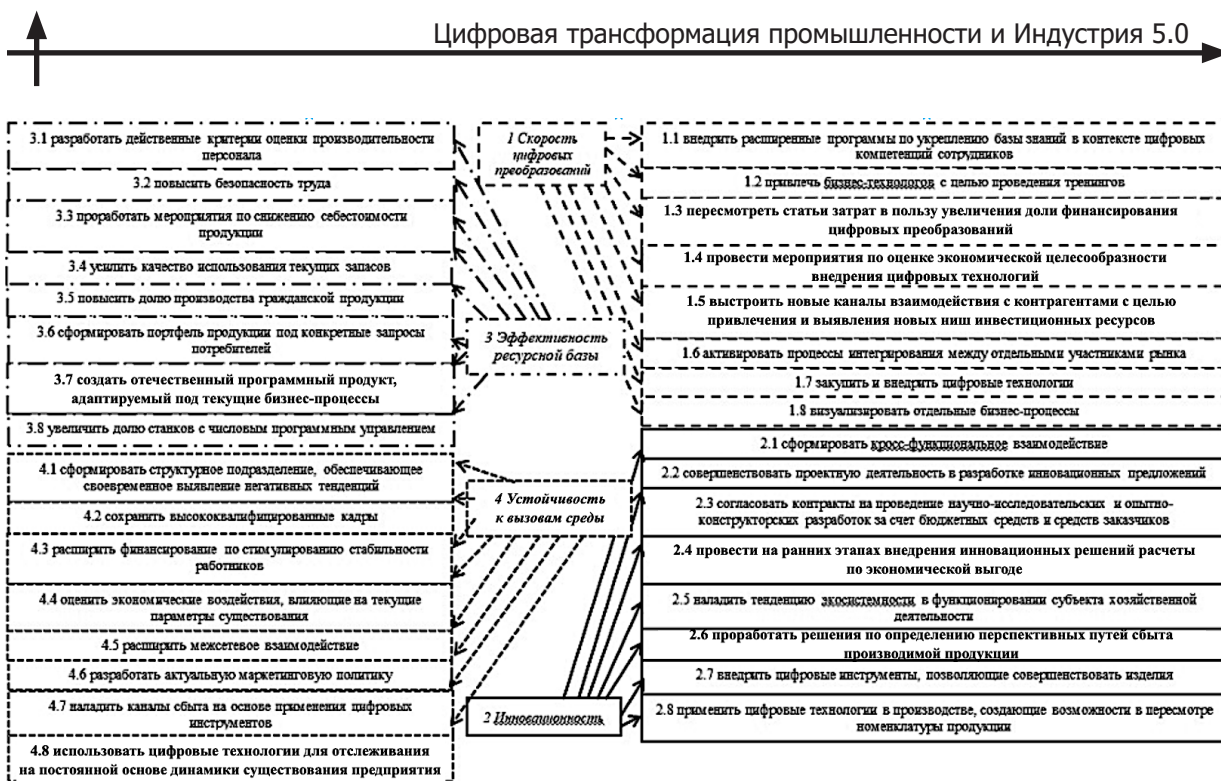 Цифровая трансформация промышленности и Индустрия 5.0
3.1 разработать действенные критерии оценки производительности
персонала
3.2 повысить безопасность труда
3.3 проработать мероприятия по снижению себестоимости
продукции
3.4 усилить качество использования текущих запасов
3.5 повысить долю производства гражданской продукции
3.6 сформировать портфель продукции под конкретные запросы
потребителей
3.7 создать отечественный программный продукт,
адаптируемый под текущие бизнес-процессы
3.8 увеличить долю станков с числовым программным управлением
4.1 сформировать структурное подразделение, обеспечивающее
своевременное выявление негативных тенденций
4.2 сохранить высококвалифицированные кадры
4.3 расширить финансирование по стимулированию стабильности
работников
4.4 оценить экономические воздействия, влияющие на текущие
параметры существования
4.5 расширить межсетевое взаимодействие
4.6 разработать актуальную маркетинговую политику
4.7 наладить каналы сбыта на основе применения цифровых
инструментов
4.8 использовать цифровые технологии для отслеживания
на постоянной основе динамики существования предприятия
1 Скорость
цифровых
преобразований
3 Эффективность
ресурсной базы
4 Устойчивость
к вызовам среды
2 Инновационность
1.1 внедрить расширенные программы по укреплению базы знаний в контексте цифровых
компетенций сотрудников
1.2 привлечь бизнес-технологов с целью проведения тренингов
1.3 пересмотреть статьи затрат в пользу увеличения доли финансирования
цифровых преобразований
1.4 провести мероприятия по оценке экономической целесообразности
внедрения цифровых технологий
1.5 выстроить новые каналы взаимодействия с контрагентами с целью
привлечения и выявления новых ниш инвестиционных ресурсов
1.6 активировать процессы интегрирования между отдельными участниками рынка
1.7 закупить и внедрить цифровые технологии
1.8 визуализировать отдельные бизнес-процессы
2.1 сформировать кросс-функциональное взаимодействие
2.2 совершенствовать проектную деятельность в разработке инновационных предложений
2.3 согласовать контракты на проведение научно-исследовательских и опытно-
конструкторских разработок за счет бюджетных средств и средств заказчиков
2.4 провести на ранних этапах внедрения инновационных решений расчеты
по экономической выгоде
2.5 наладить тенденцию экосистемности в функционировании субъекта хозяйственной
деятельности
2.6 проработать решения по определению перспективных путей сбыта
производимой продукции
2.7 внедрить цифровые инструменты, позволяющие совершенствовать изделия
2.8 применить цифровые технологии в производстве, создающие возможности в пересмотре
номенклатуры продукции